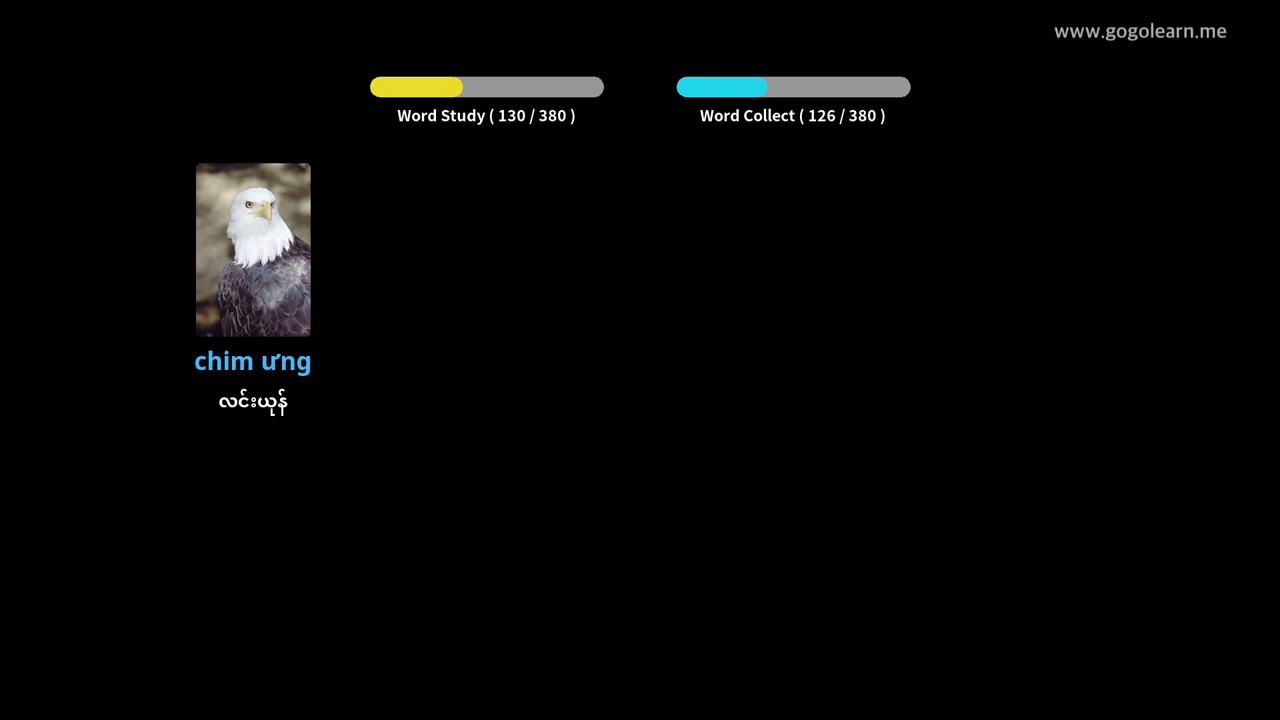 www.gogolearn.me
Word Study ( 130 / 380 )
Word Collect ( 126 / 380 )
chim ưng
လင်းယုန်